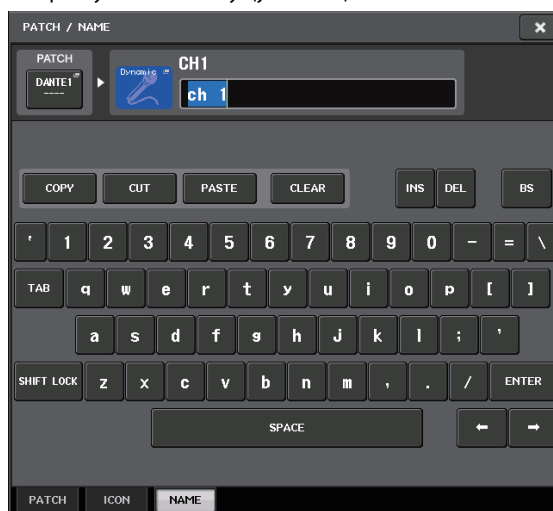 PATCH / NAME
PATCH
DANTE1
----
Dynamic
CH1
ch 1
COPY CUT PASTE CLEAR INS DEL BS
' 1 2 3 4 5 6 7 8 9 0 - = \
TAB q w e r t y u i o p [ ]
a s d f g h j k l ; '
SHIFT LOCK z x c v b n m , . / ENTER
SPACE ← →
PATCH ICON NAME